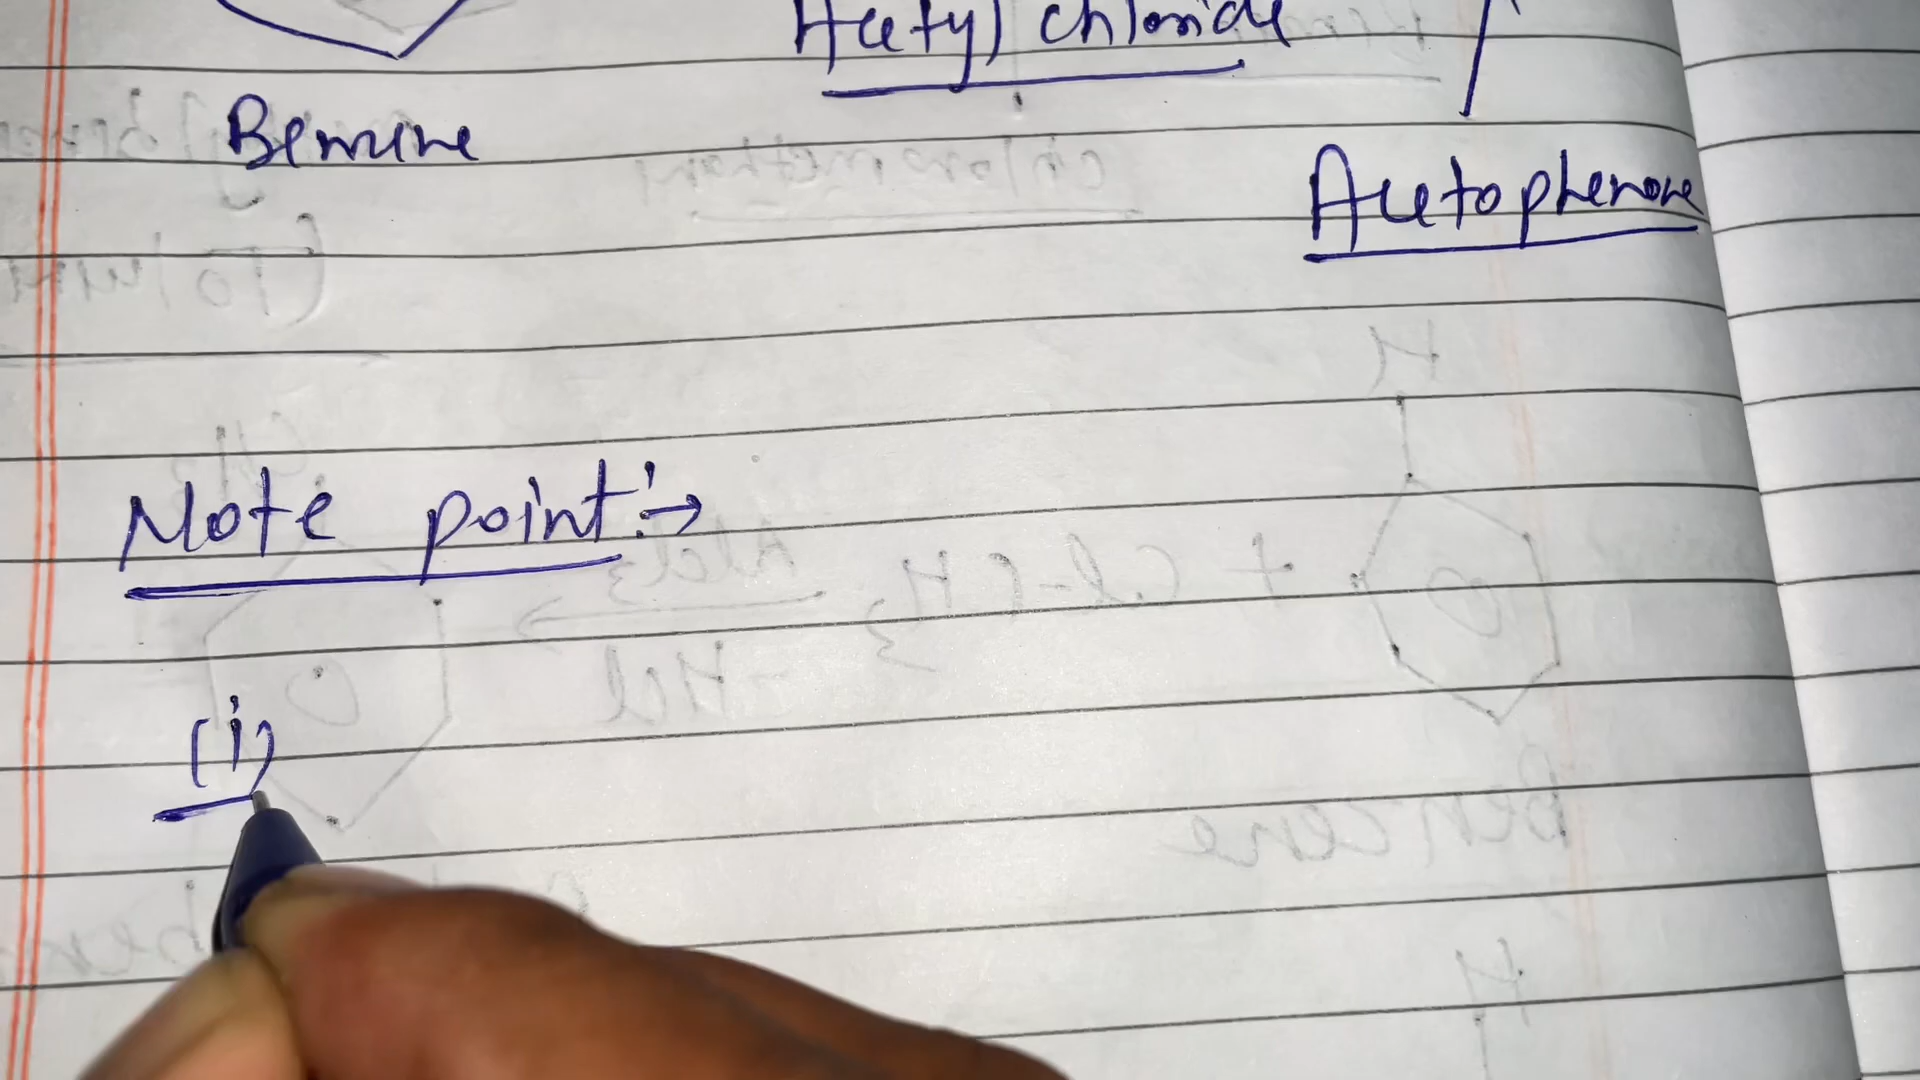 Acetyl chloride
Benzene
Acetophenone
Note point :→
(i)